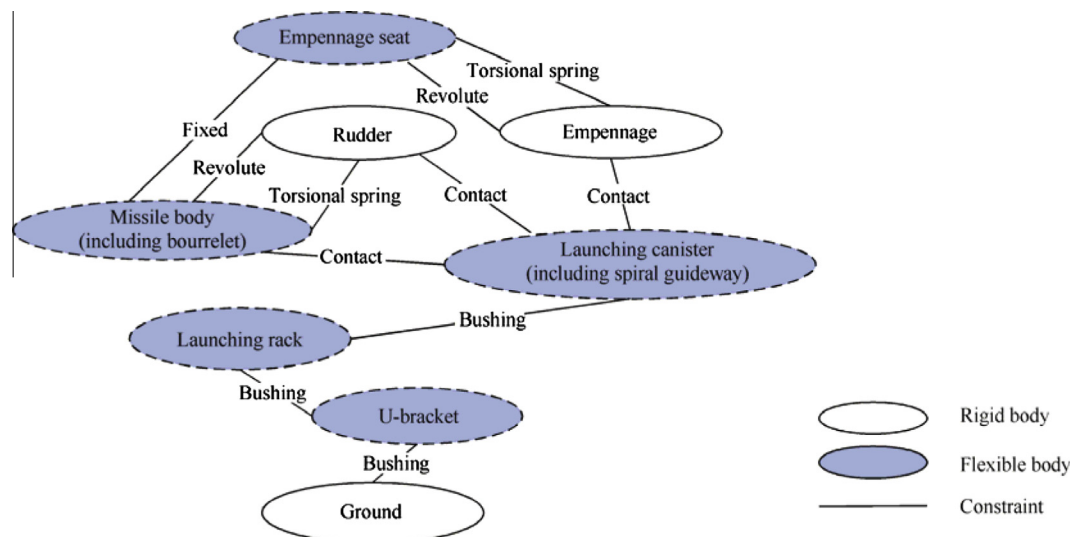 Empennage seat
Torsional spring
Revolute
Fixed
Rudder
Empennage
Revolute
Torsional spring
Contact
Contact
Missile body
(including bourrelet)
Contact
Launching canister
(including spiral guideway)
Bushing
Launching rack
Bushing
U-bracket
Bushing
Ground
Rigid body
Flexible body
Constraint